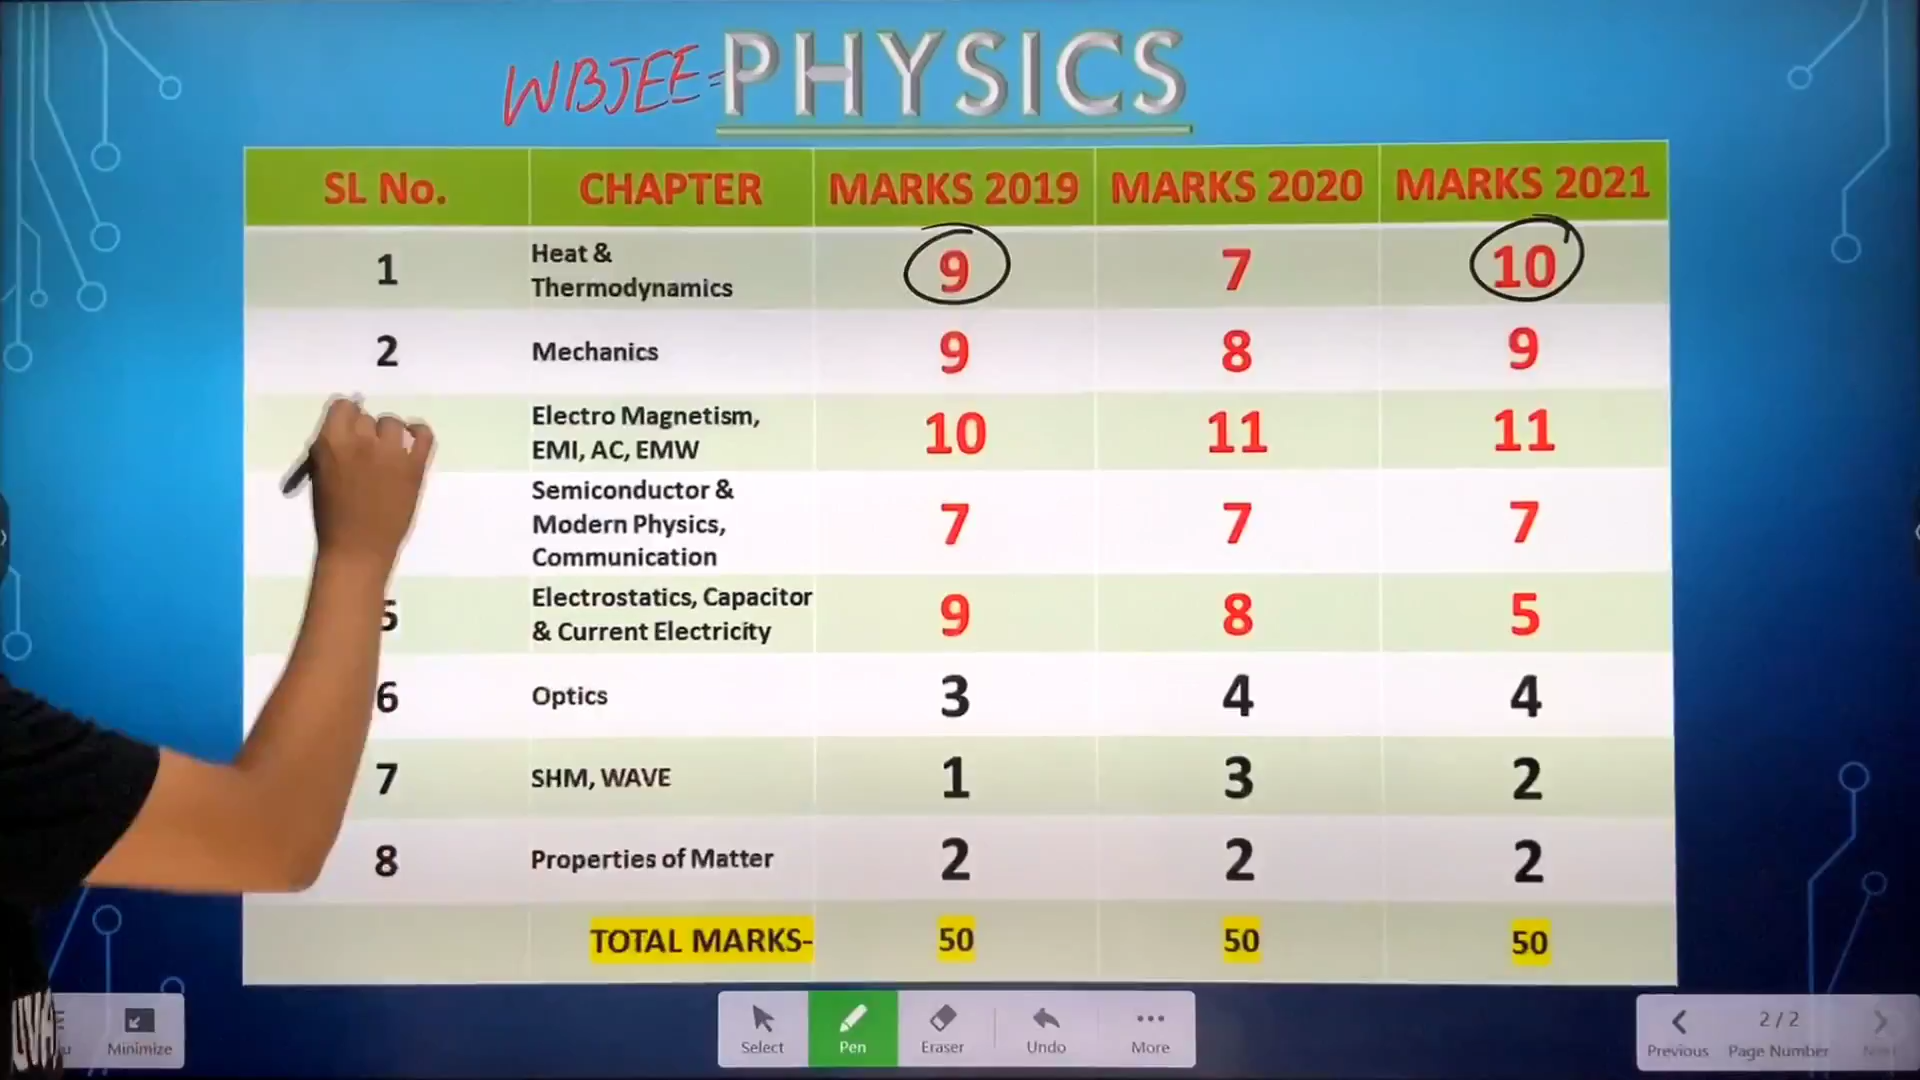 WBJEE=PHYSICS
SL No. CHAPTER MARKS 2019 MARKS 2020 MARKS 2021
1 Heat & Thermodynamics 9 7 10
2 Mechanics 9 8 9
Electro Magnetism, EMI, AC, EMW 10 11 11
Semiconductor & Modern Physics, Communication 7 7 7
5 Electrostatics, Capacitor & Current Electricity 9 8 5
6 Optics 3 4 4
7 SHM, WAVE 1 3 2
8 Properties of Matter 2 2 2
TOTAL MARKS- 50 50 50
Minimize Select Pen Eraser Undo More Previous 2 / 2 Page Number